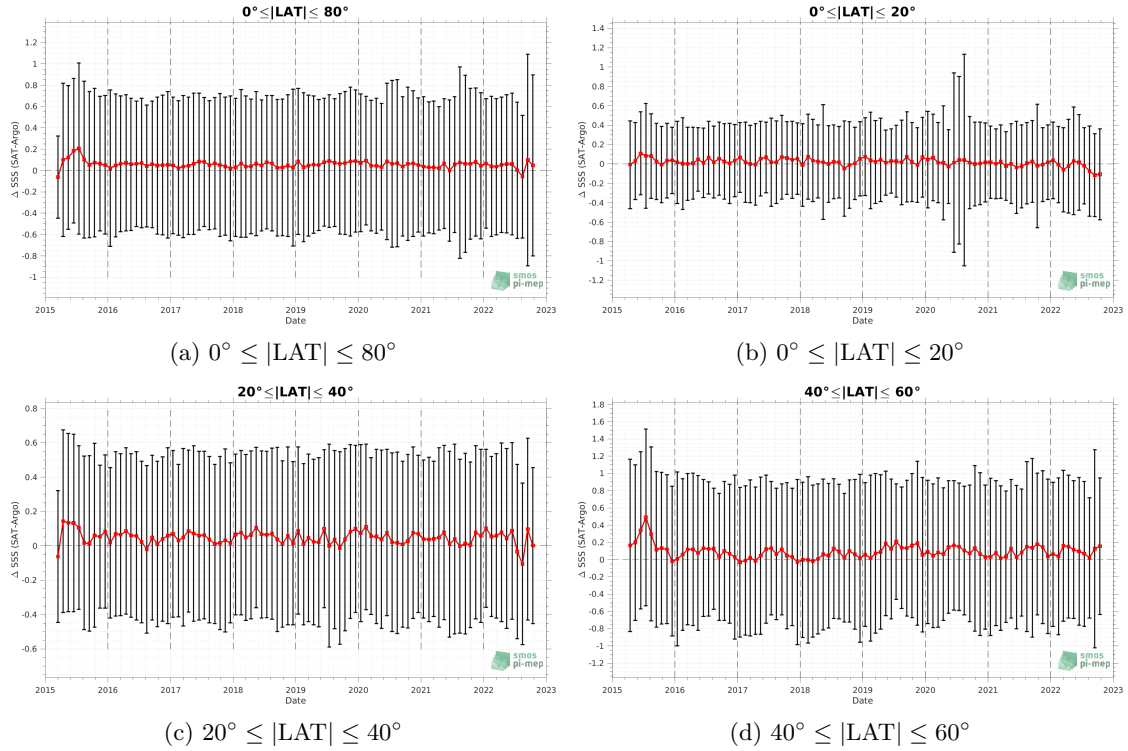 0°≤|LAT|≤ 80°
1.2
1
0.8
0.6
0.4
0.2
0
-0.2
-0.4
-0.6
-0.8
-1
Δ SSS (SAT-Argo)
smos
pi-mep
2015 2016 2017 2018 2019 2020 2021 2022 2023
Date
(a) 0° ≤ |LAT| ≤ 80°
0°≤|LAT|≤ 20°
1.4
1.2
1
0.8
0.6
0.4
0.2
0
-0.2
-0.4
-0.6
-0.8
-1
-1.2
Δ SSS (SAT-Argo)
smos
pi-mep
2015 2016 2017 2018 2019 2020 2021 2022 2023
Date
(b) 0° ≤ |LAT| ≤ 20°
20°≤|LAT|≤ 40°
0.8
0.6
0.4
0.2
0
-0.2
-0.4
-0.6
Δ SSS (SAT-Argo)
smos
pi-mep
2015 2016 2017 2018 2019 2020 2021 2022 2023
Date
(c) 20° ≤ |LAT| ≤ 40°
40°≤|LAT|≤ 60°
1.8
1.6
1.4
1.2
1
0.8
0.6
0.4
0.2
0
-0.2
-0.4
-0.6
-0.8
-1
-1.2
Δ SSS (SAT-Argo)
smos
pi-mep
2015 2016 2017 2018 2019 2020 2021 2022 2023
Date
(d) 40° ≤ |LAT| ≤ 60°